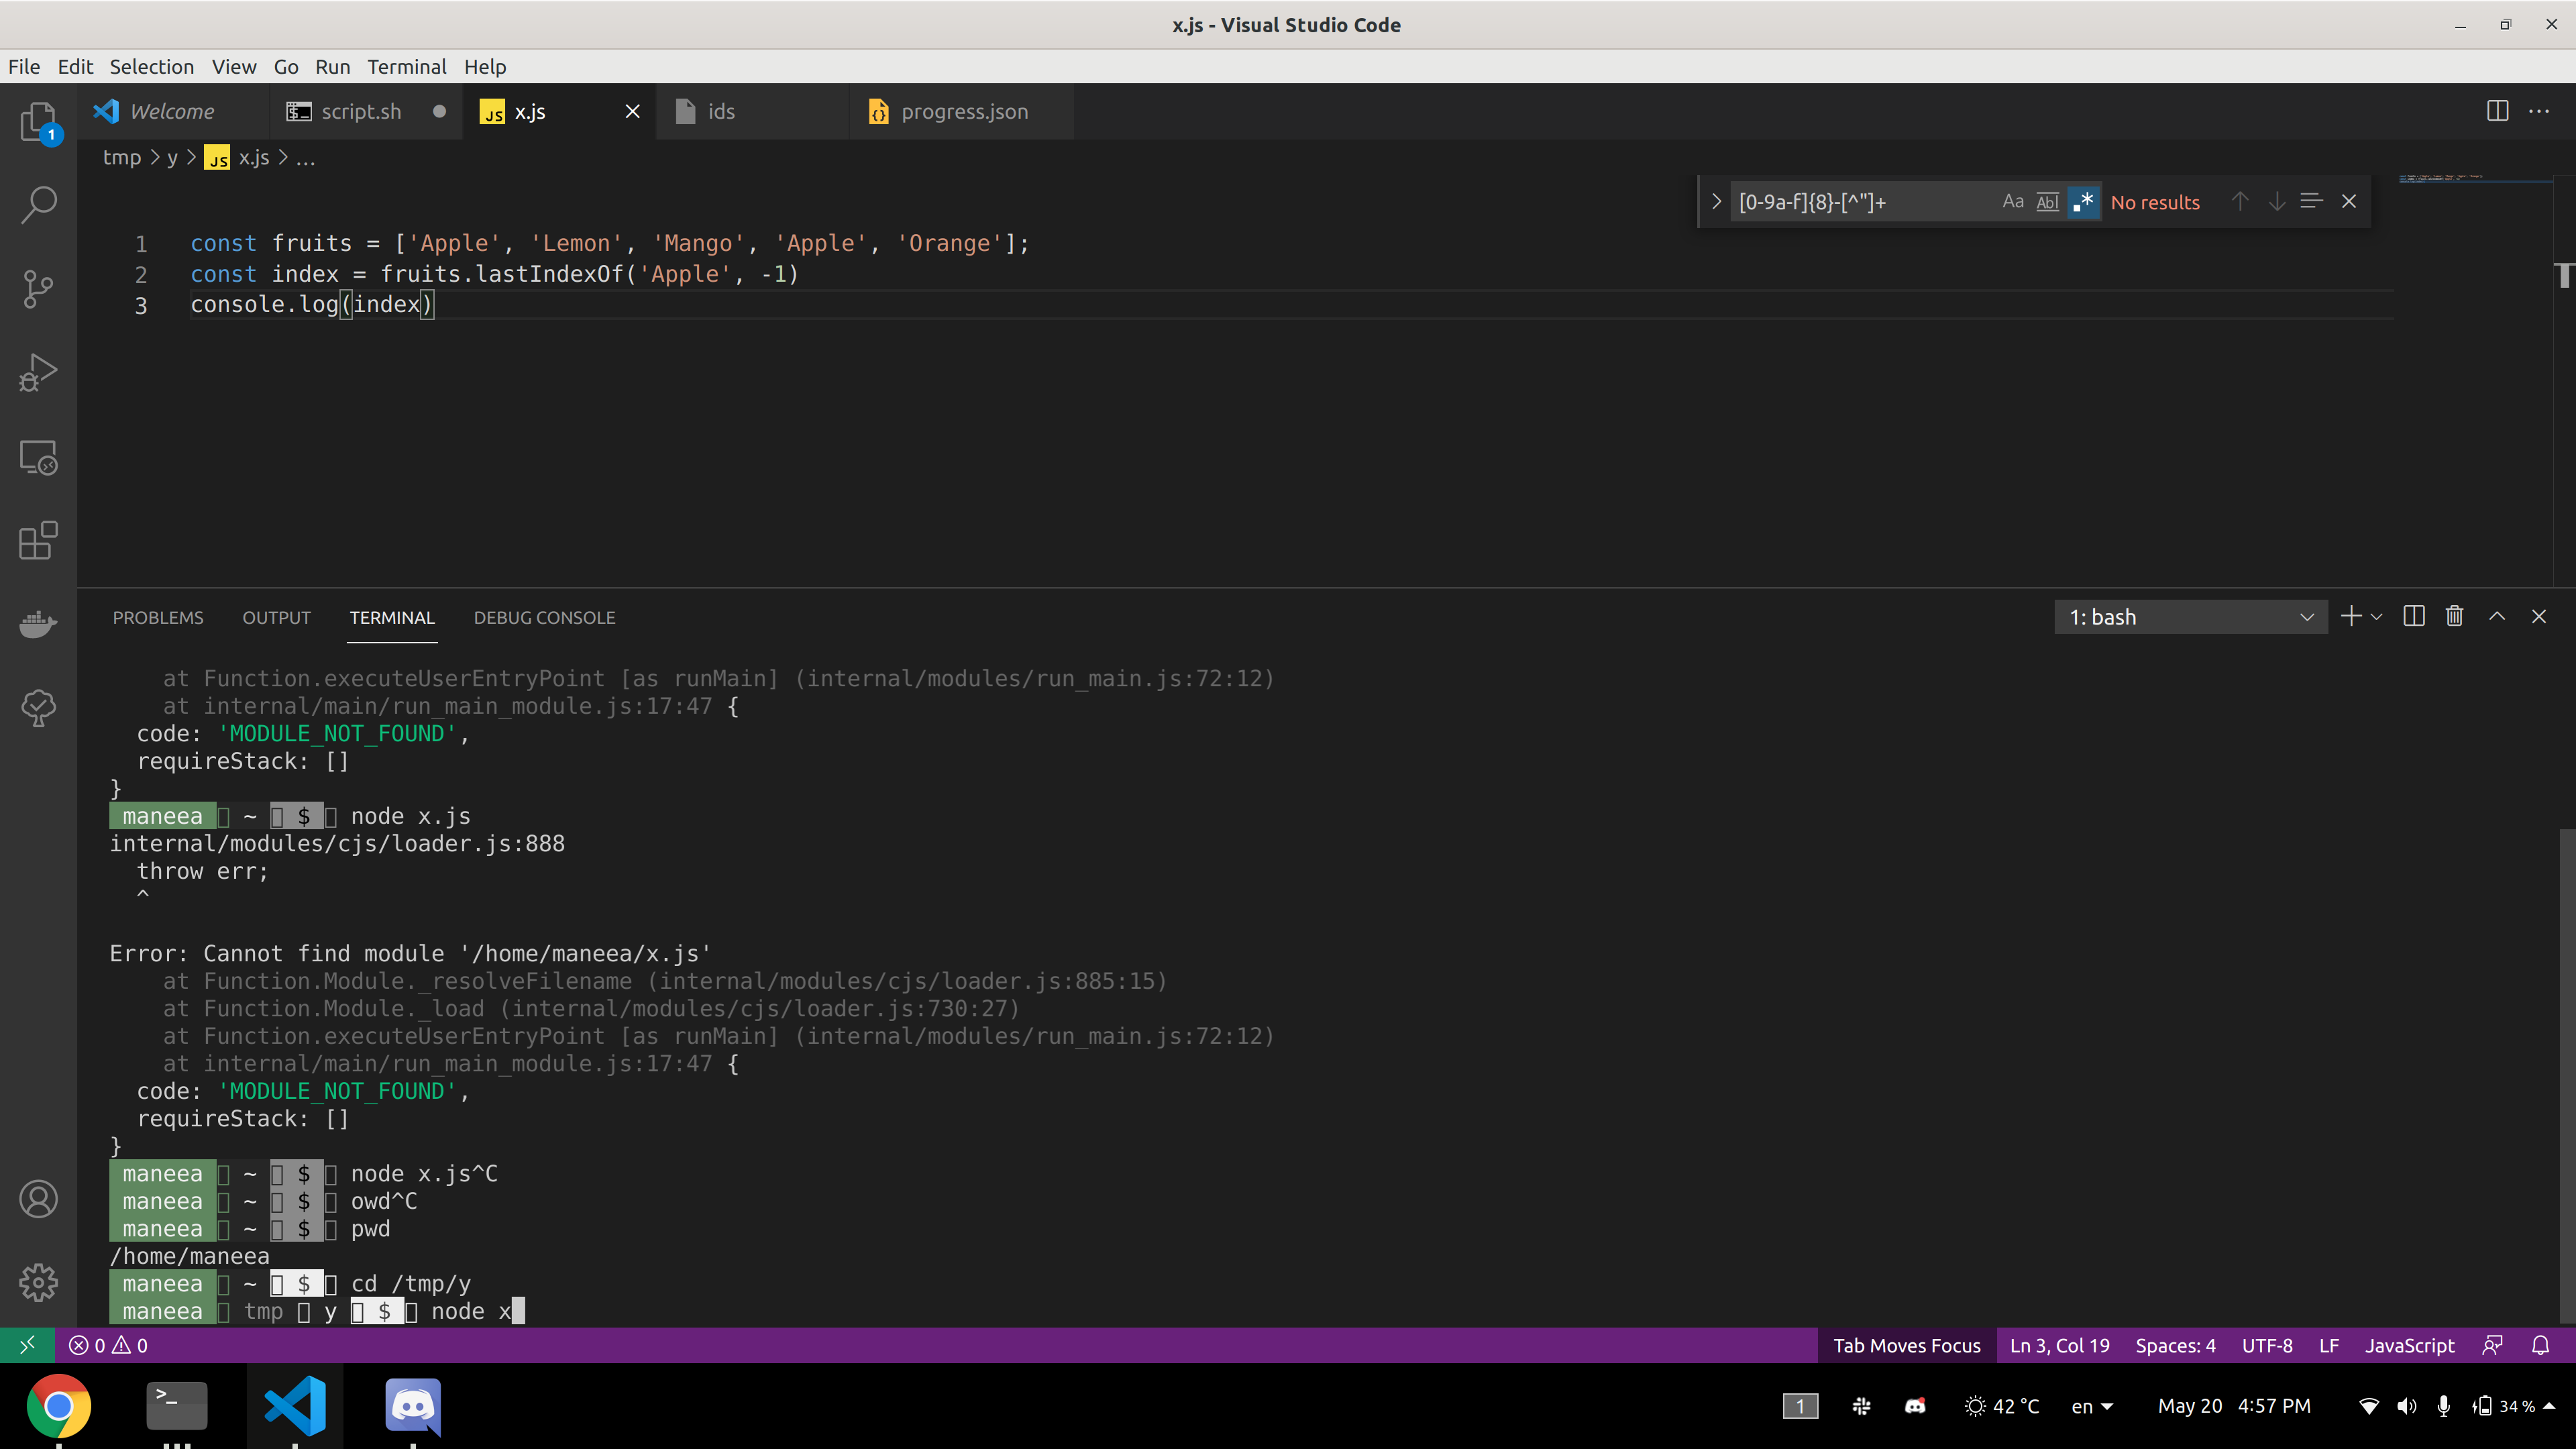 x.js - Visual Studio Code
File Edit Selection View Go Run Terminal Help
1
Welcome script.sh JS x.js ids {} progress.json
tmp > y > JS x.js > ...
[0-9a-f]{8}-[^"]+ Aa Abl .* No results
1 const fruits = ['Apple', 'Lemon', 'Mango', 'Apple', 'Orange'];
2 const index = fruits.lastIndexOf('Apple', -1)
3 console.log(index)
PROBLEMS OUTPUT TERMINAL DEBUG CONSOLE 1: bash
at Function.executeUserEntryPoint [as runMain] (internal/modules/run_main.js:72:12)
at internal/main/run_main_module.js:17:47 {
code: 'MODULE_NOT_FOUND',
requireStack: []
}
maneea ~ $ node x.js
internal/modules/cjs/loader.js:888
throw err;
^
Error: Cannot find module '/home/maneea/x.js'
at Function.Module._resolveFilename (internal/modules/cjs/loader.js:885:15)
at Function.Module._load (internal/modules/cjs/loader.js:730:27)
at Function.executeUserEntryPoint [as runMain] (internal/modules/run_main.js:72:12)
at internal/main/run_main_module.js:17:47 {
code: 'MODULE_NOT_FOUND',
requireStack: []
}
maneea ~ $ node x.js^C
maneea ~ $ owd^C
maneea ~ $ pwd
/home/maneea
maneea ~ $ cd /tmp/y
maneea tmp y $ node x
0 0 Tab Moves Focus Ln 3, Col 19 Spaces: 4 UTF-8 LF JavaScript
>_ 1 42 °C en May 20 4:57 PM 34 %